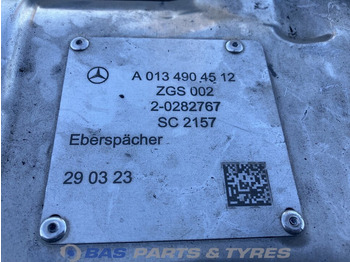 A 013 490 45 12
ZGS 002
2-0282767
SC 2157
Eberspächer
29 03 23
BAS PARTS & TYRES